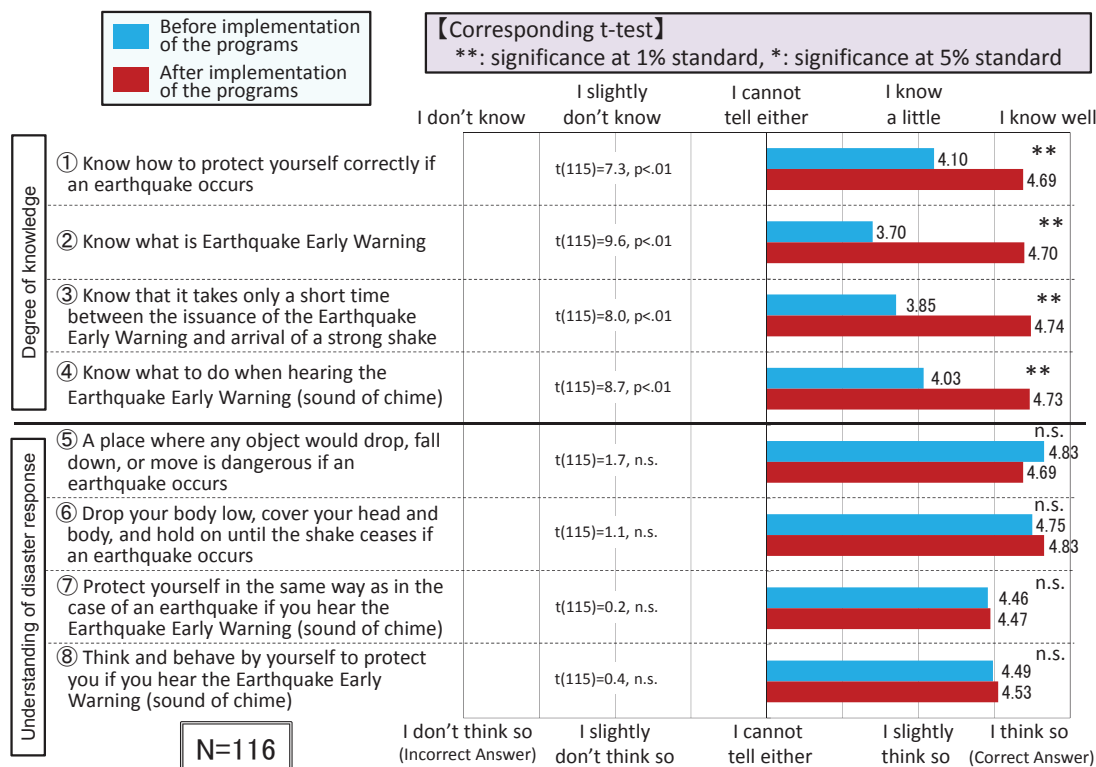 Before implementation
of the programs
After implementation
of the programs
【Corresponding t-test】
**: significance at 1% standard, *: significance at 5% standard
I don't know
I slightly
don't know
I cannot
tell either
I know
a little
I know well
Degree of knowledge
① Know how to protect yourself correctly if
an earthquake occurs
t(115)=7.3, p<.01
4.10
4.69
**
② Know what is Earthquake Early Warning
t(115)=9.6, p<.01
3.70
4.70
**
③ Know that it takes only a short time
between the issuance of the Earthquake
Early Warning and arrival of a strong shake
t(115)=8.0, p<.01
3.85
4.74
**
④ Know what to do when hearing the
Earthquake Early Warning (sound of chime)
t(115)=8.7, p<.01
4.03
4.73
**
Understanding of disaster response
⑤ A place where any object would drop, fall
down, or move is dangerous if an
earthquake occurs
t(115)=1.7, n.s.
n.s.
4.83
4.69
⑥ Drop your body low, cover your head and
body, and hold on until the shake ceases if
an earthquake occurs
t(115)=1.1, n.s.
n.s.
4.75
4.83
⑦ Protect yourself in the same way as in the
case of an earthquake if you hear the
Earthquake Early Warning (sound of chime)
t(115)=0.2, n.s.
n.s.
4.46
4.47
⑧ Think and behave by yourself to protect
you if you hear the Earthquake Early
Warning (sound of chime)
t(115)=0.4, n.s.
n.s.
4.49
4.53
N=116
I don't think so
(Incorrect Answer)
I slightly
don't think so
I cannot
tell either
I slightly
think so
I think so
(Correct Answer)